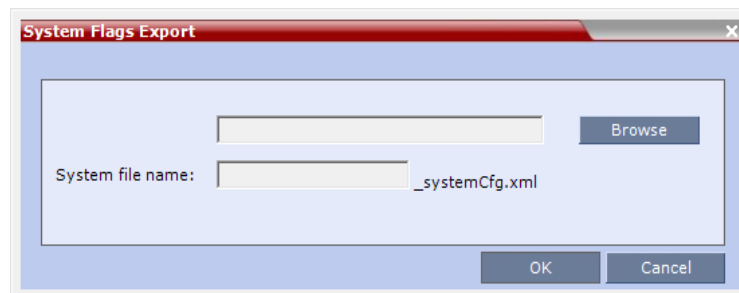 System Flags Export
Browse
System file name: _systemCfg.xml
OK Cancel